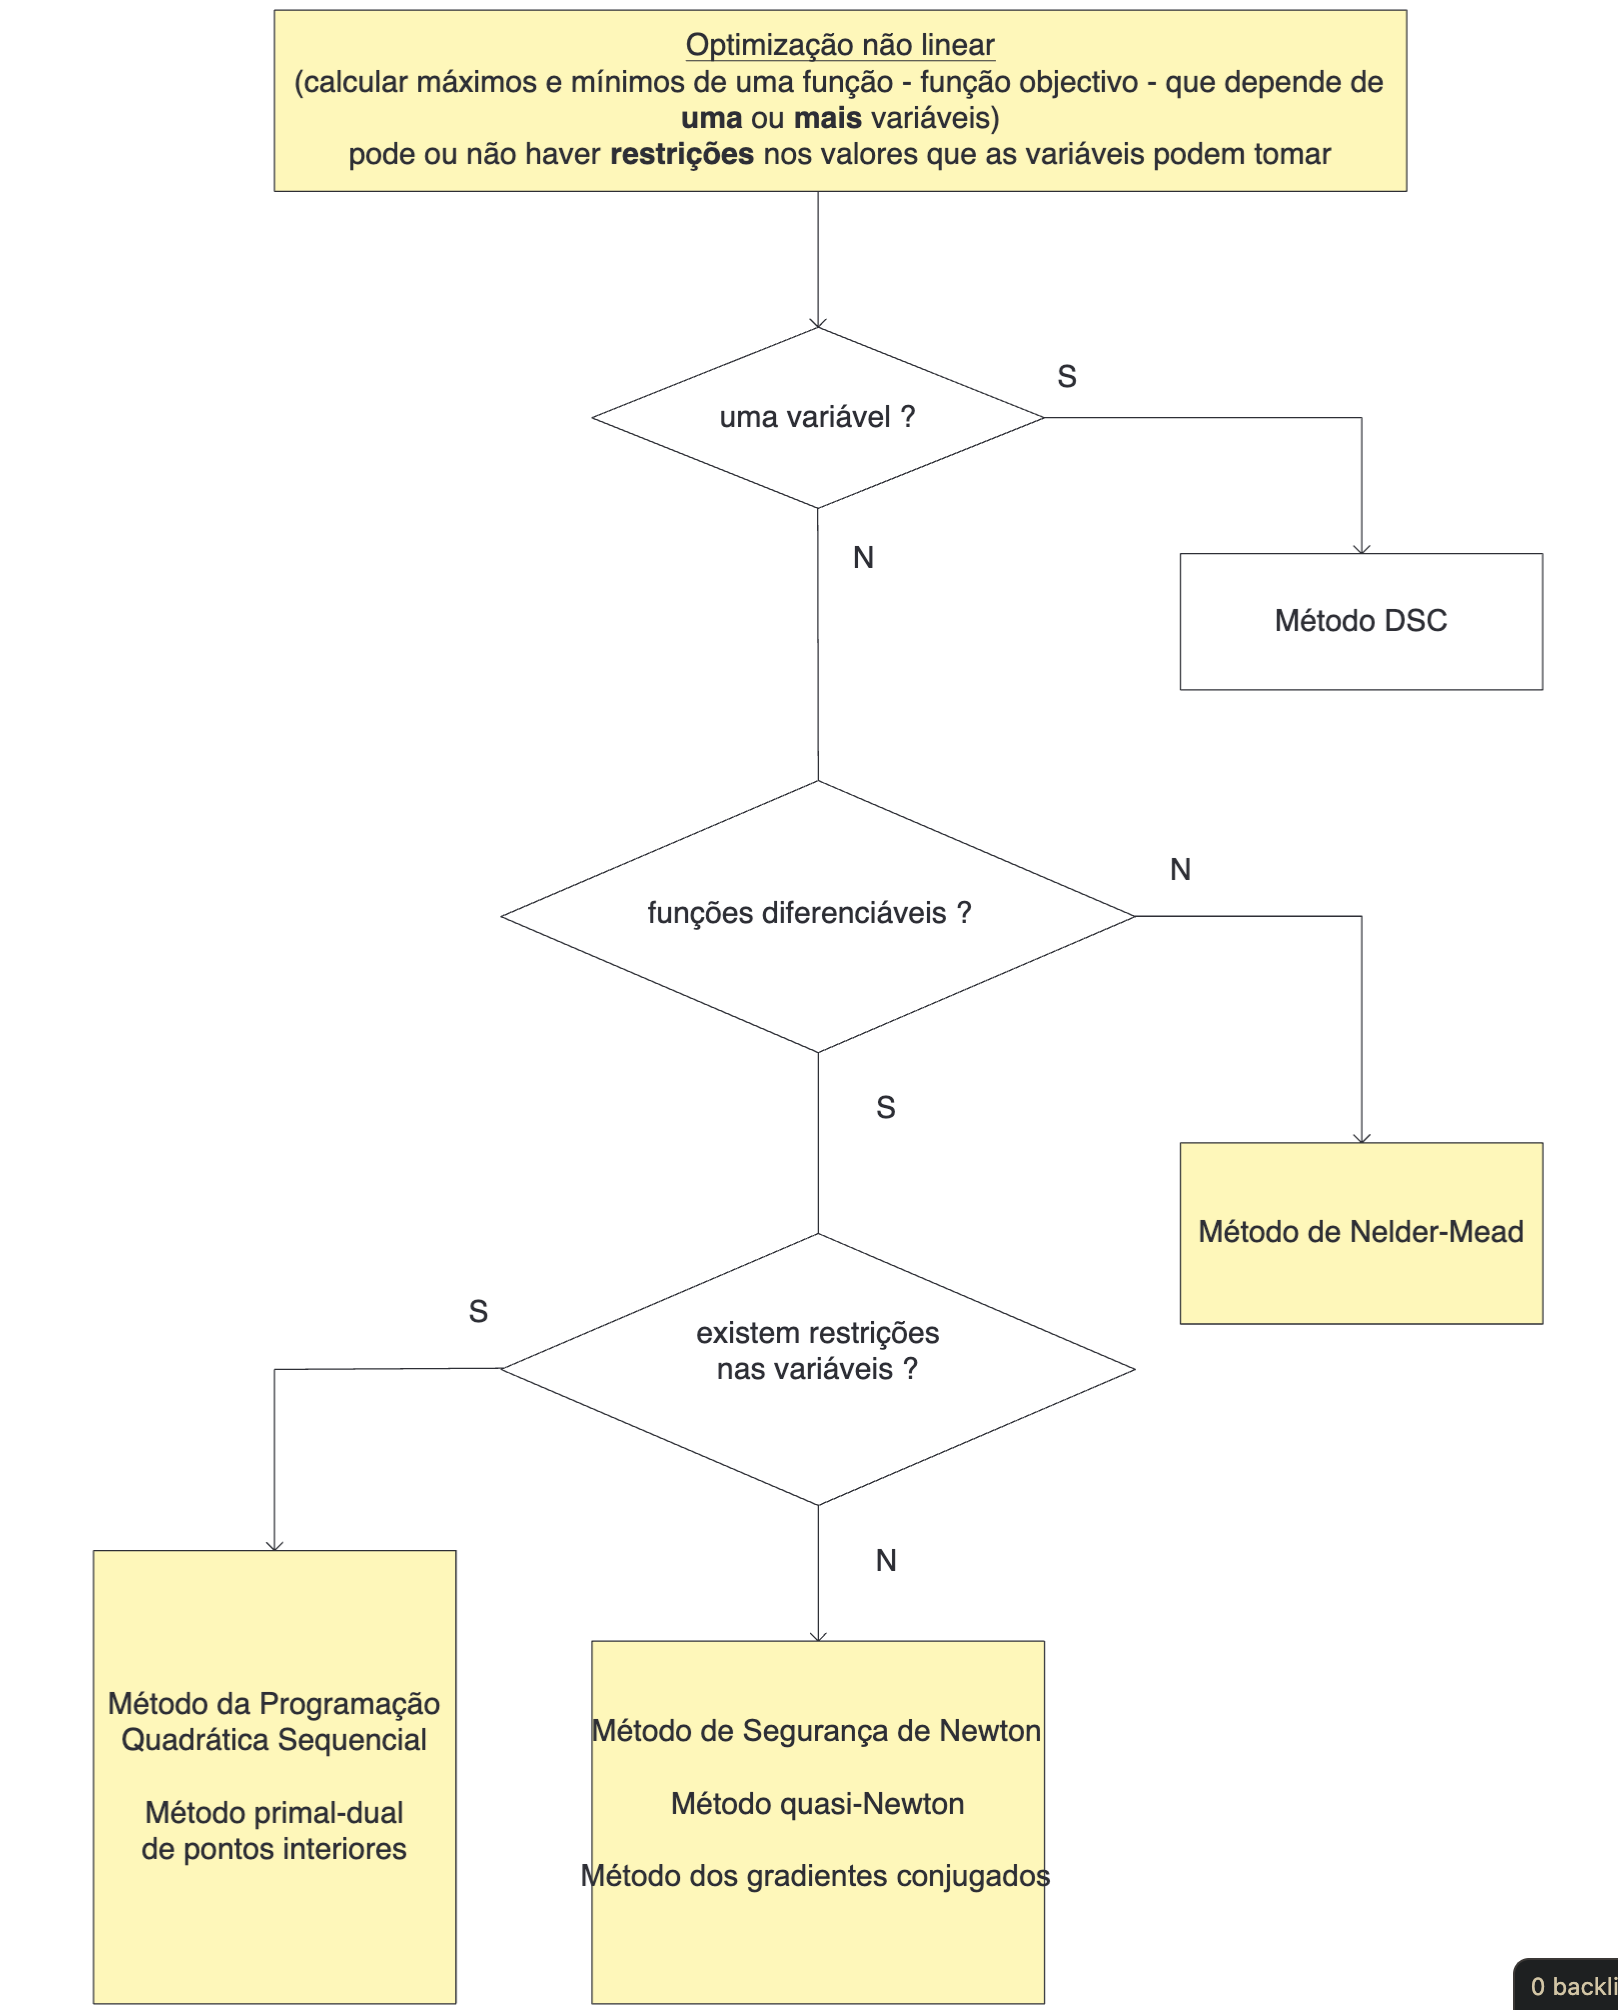 Optimização não linear
(calcular máximos e mínimos de uma função - função objectivo - que depende de
uma ou mais variáveis)
pode ou não haver restrições nos valores que as variáveis podem tomar
S
uma variável ?
N
Método DSC
N
funções diferenciáveis ?
S
Método de Nelder-Mead
S
existem restrições
nas variáveis ?
N
Método da Programação
Quadrática Sequencial
Método primal-dual
de pontos interiores
Método de Segurança de Newton
Método quasi-Newton
Método dos gradientes conjugados
0 backli